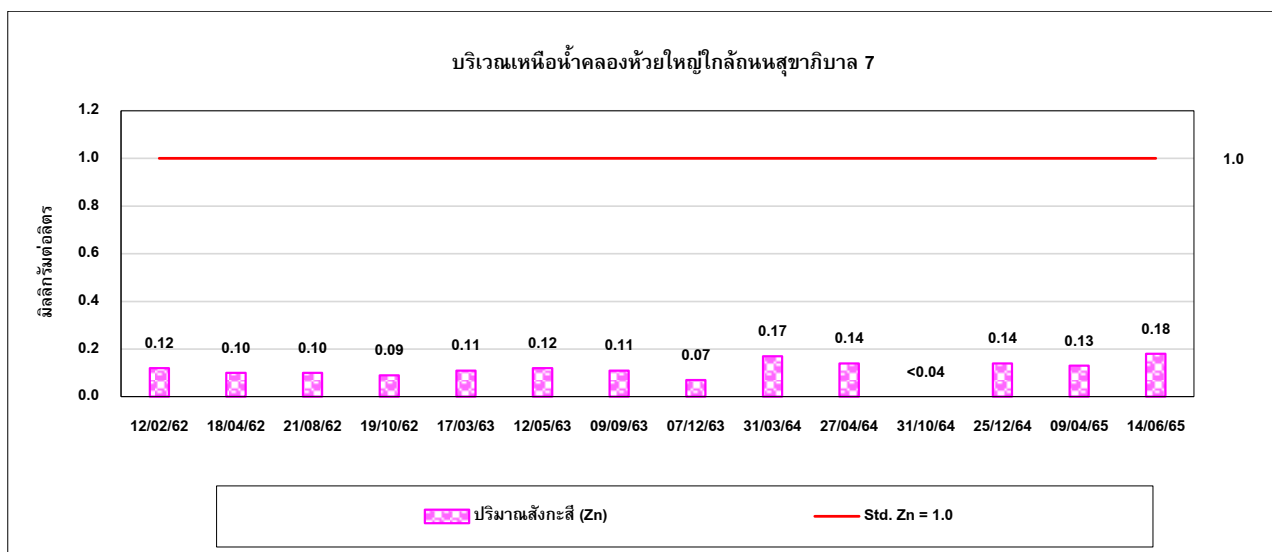 บริเวณเหนือน้ำคลองห้วยใหญ่ใกล้ถนนสุขาภิบาล 7
มิลลิกรัมต่อลิตร
1.2
1.0
0.8
0.6
0.4
0.2
0.0
1.0
0.12 0.10 0.10 0.09 0.11 0.12 0.11 0.07 0.17 0.14 <0.04 0.14 0.13 0.18
12/02/62 18/04/62 21/08/62 19/10/62 17/03/63 12/05/63 09/09/63 07/12/63 31/03/64 27/04/64 31/10/64 25/12/64 09/04/65 14/06/65
ปริมาณสังกะสี (Zn) Std. Zn = 1.0